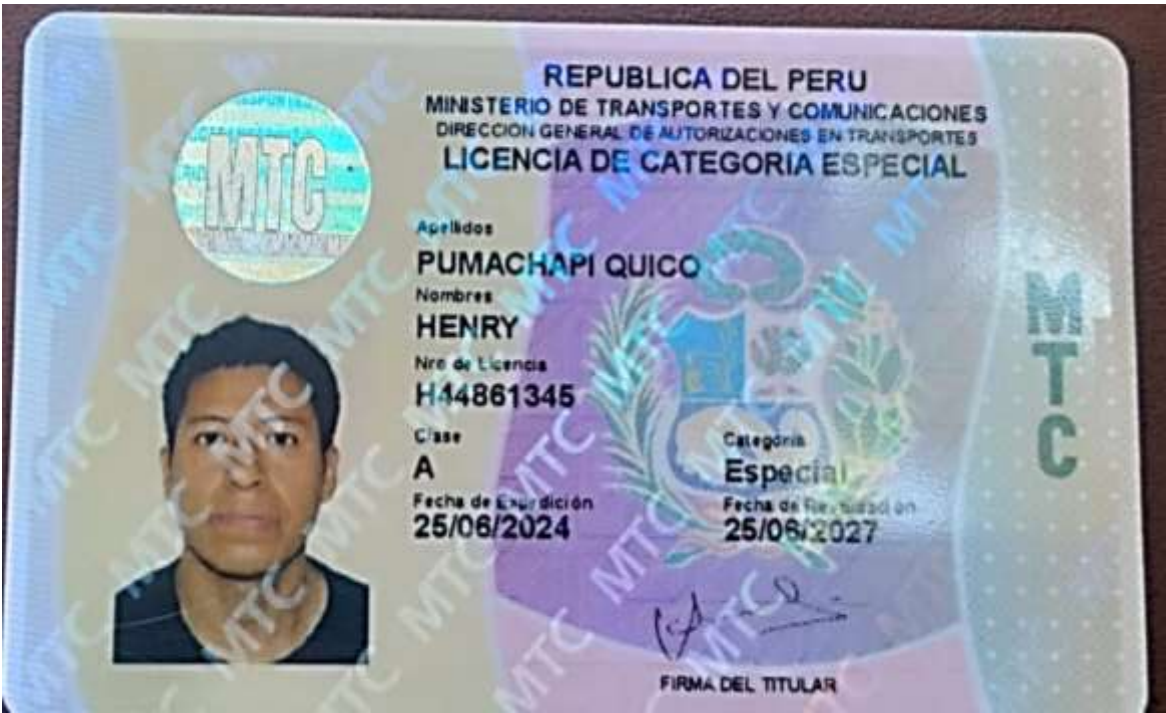 REPUBLICA DEL PERU
MINISTERIO DE TRANSPORTES Y COMUNICACIONES
DIRECCION GENERAL DE AUTORIZACIONES EN TRANSPORTES
LICENCIA DE CATEGORIA ESPECIAL
MTC
Apellidos
PUMACHAPI QUICO
Nombres
HENRY
Nro de Licencia
H44861345
Clase
A
Categoria
Especial
Fecha de Expedición
25/06/2024
Fecha de Revalidación
25/06/2027
FIRMA DEL TITULAR
MTC